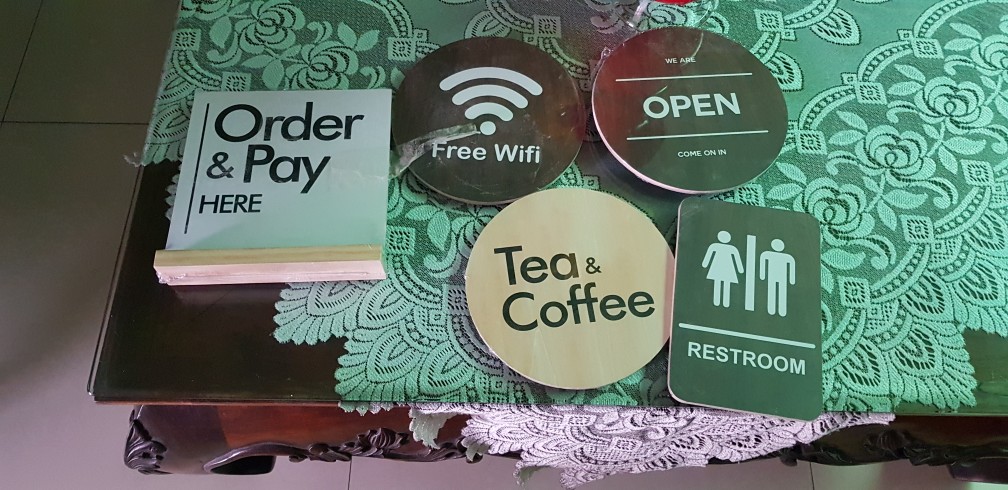 Order
& Pay
HERE
Free Wifi
WE ARE
OPEN
COME ON IN
Tea &
Coffee
RESTROOM